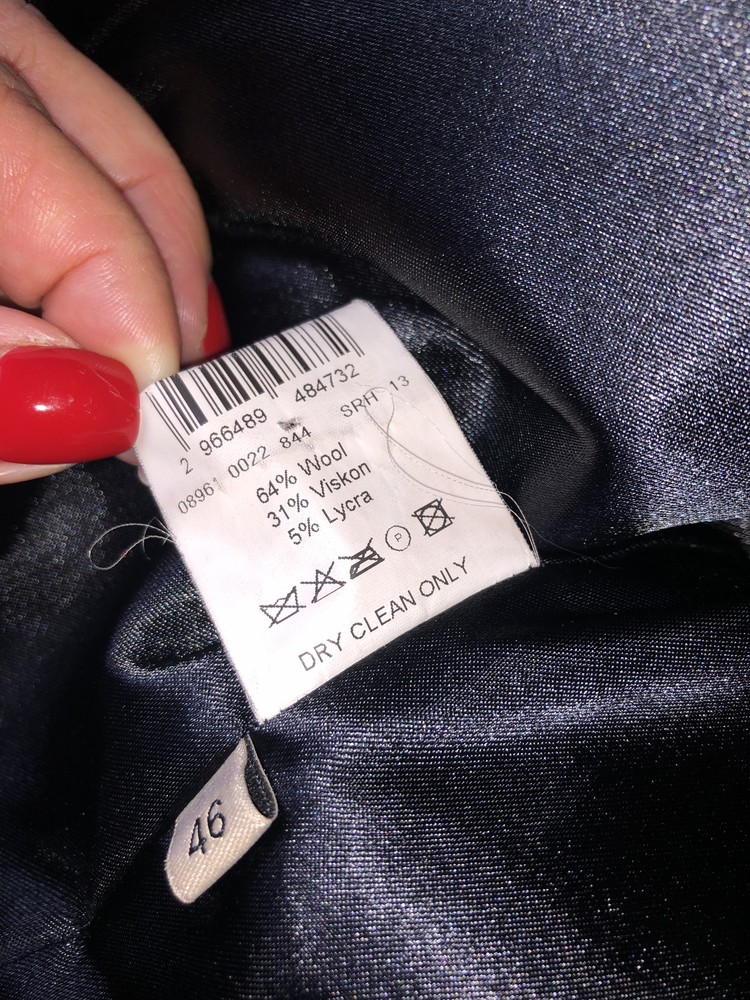 2 966489 484732
08961 0022 844 SRH 13
64% Wool
31% Viskon
5% Lycra
P
DRY CLEAN ONLY
46